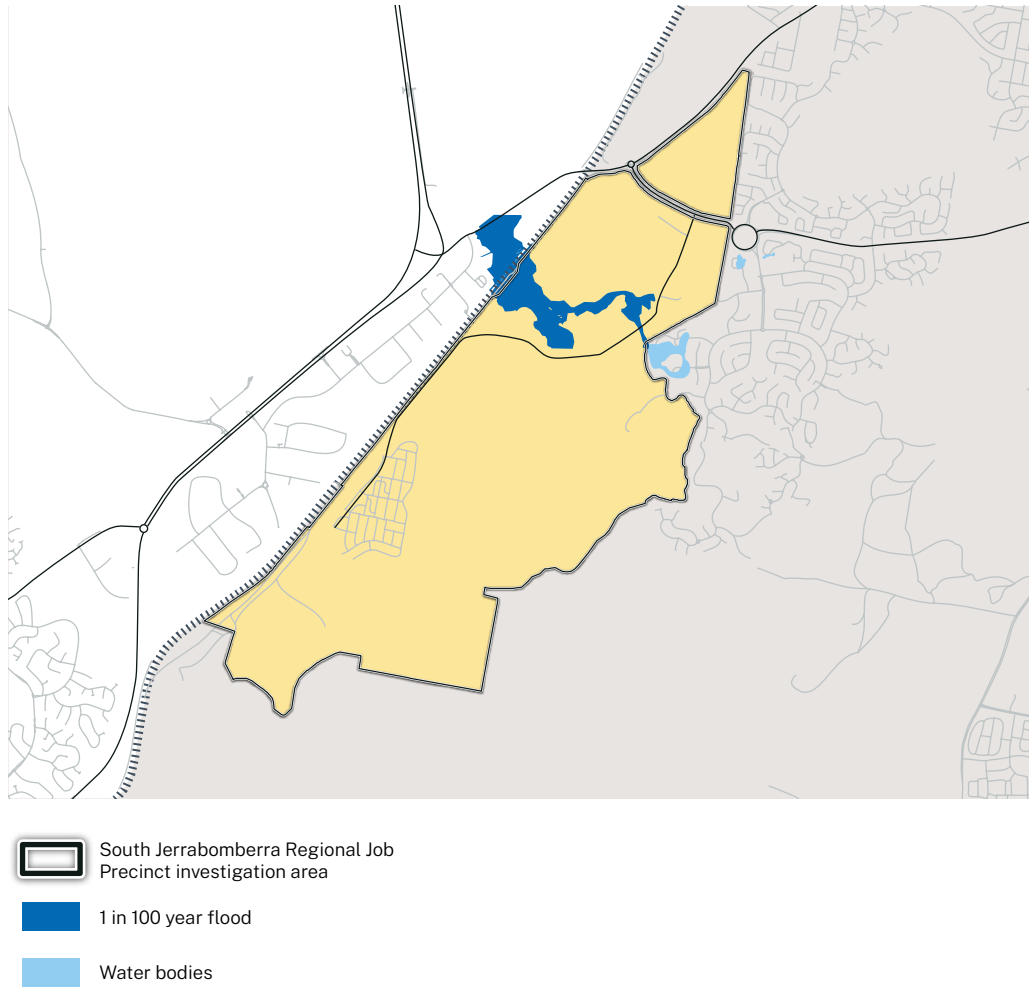 South Jerrabomberra Regional Job
Precinct investigation area
1 in 100 year flood
Water bodies